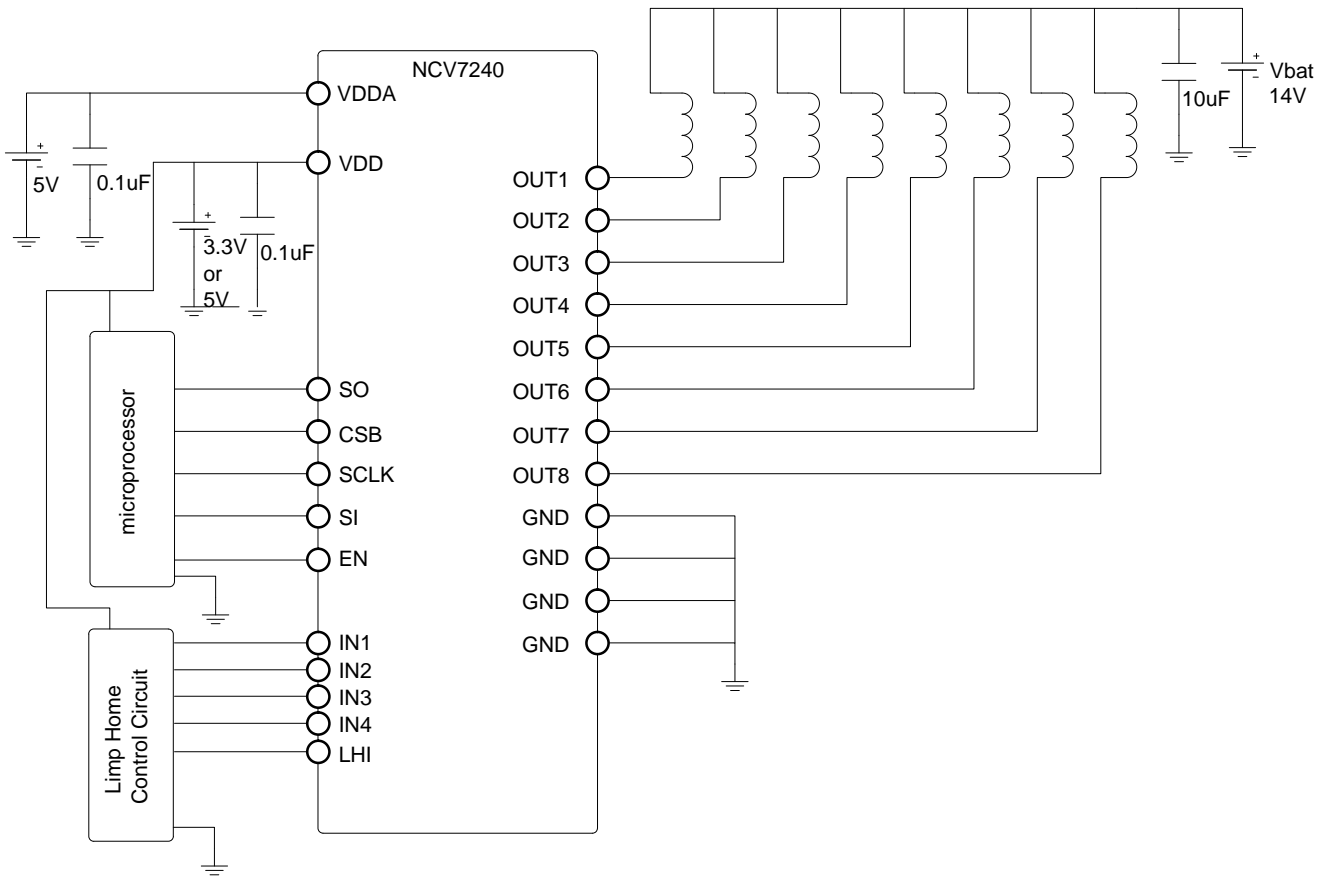 NCV7240
VDDA
VDD
+
-
5V
0.1uF
+
-
3.3V
or
5V
0.1uF
microprocessor
SO
CSB
SCLK
SI
EN
Limp Home
Control Circuit
IN1
IN2
IN3
IN4
LHI
OUT1
OUT2
OUT3
OUT4
OUT5
OUT6
OUT7
OUT8
GND
GND
GND
GND
10uF
+
-
Vbat
14V